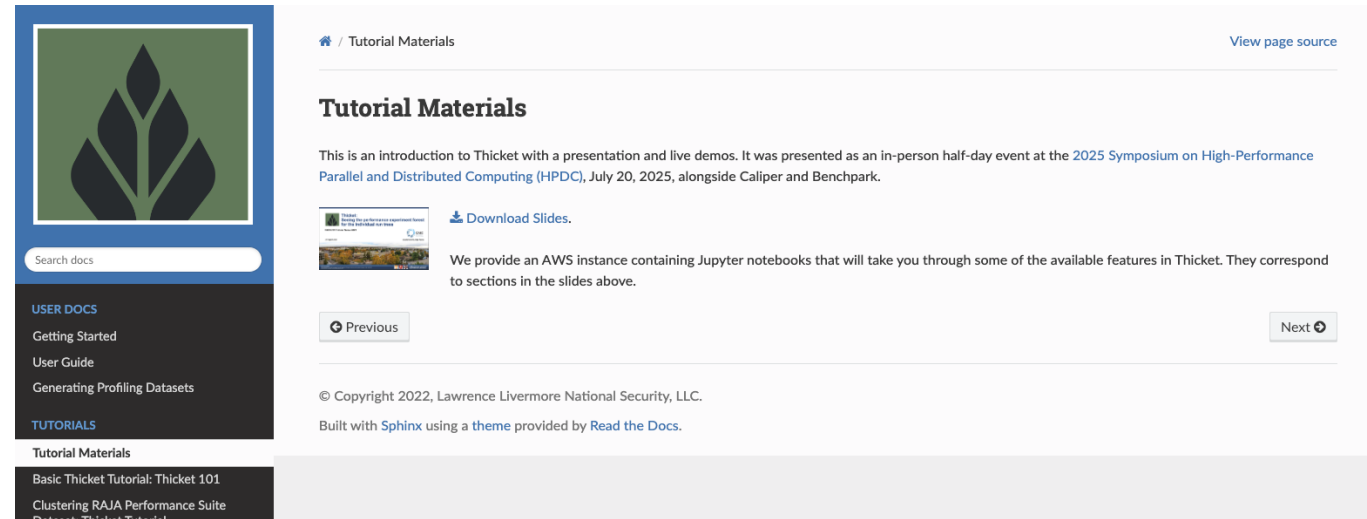 Search docs
USER DOCS
Getting Started
User Guide
Generating Profiling Datasets
TUTORIALS
Tutorial Materials
Basic Thicket Tutorial: Thicket 101
Clustering RAJA Performance Suite
Dataset: Thicket Tutorial
/ Tutorial Materials
View page source
Tutorial Materials
This is an introduction to Thicket with a presentation and live demos. It was presented as an in-person half-day event at the 2025 Symposium on High-Performance
Parallel and Distributed Computing (HPDC), July 20, 2025, alongside Caliper and Benchpark.
Thicket
Download Slides.
We provide an AWS instance containing Jupyter notebooks that will take you through some of the available features in Thicket. They correspond
to sections in the slides above.
Previous
Next
© Copyright 2022, Lawrence Livermore National Security, LLC.
Built with Sphinx using a theme provided by Read the Docs.